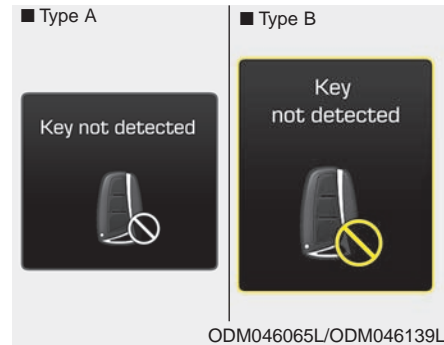 ■ Type A
Key not detected
■ Type B
Key
not detected
ODM046065L/ODM046139L